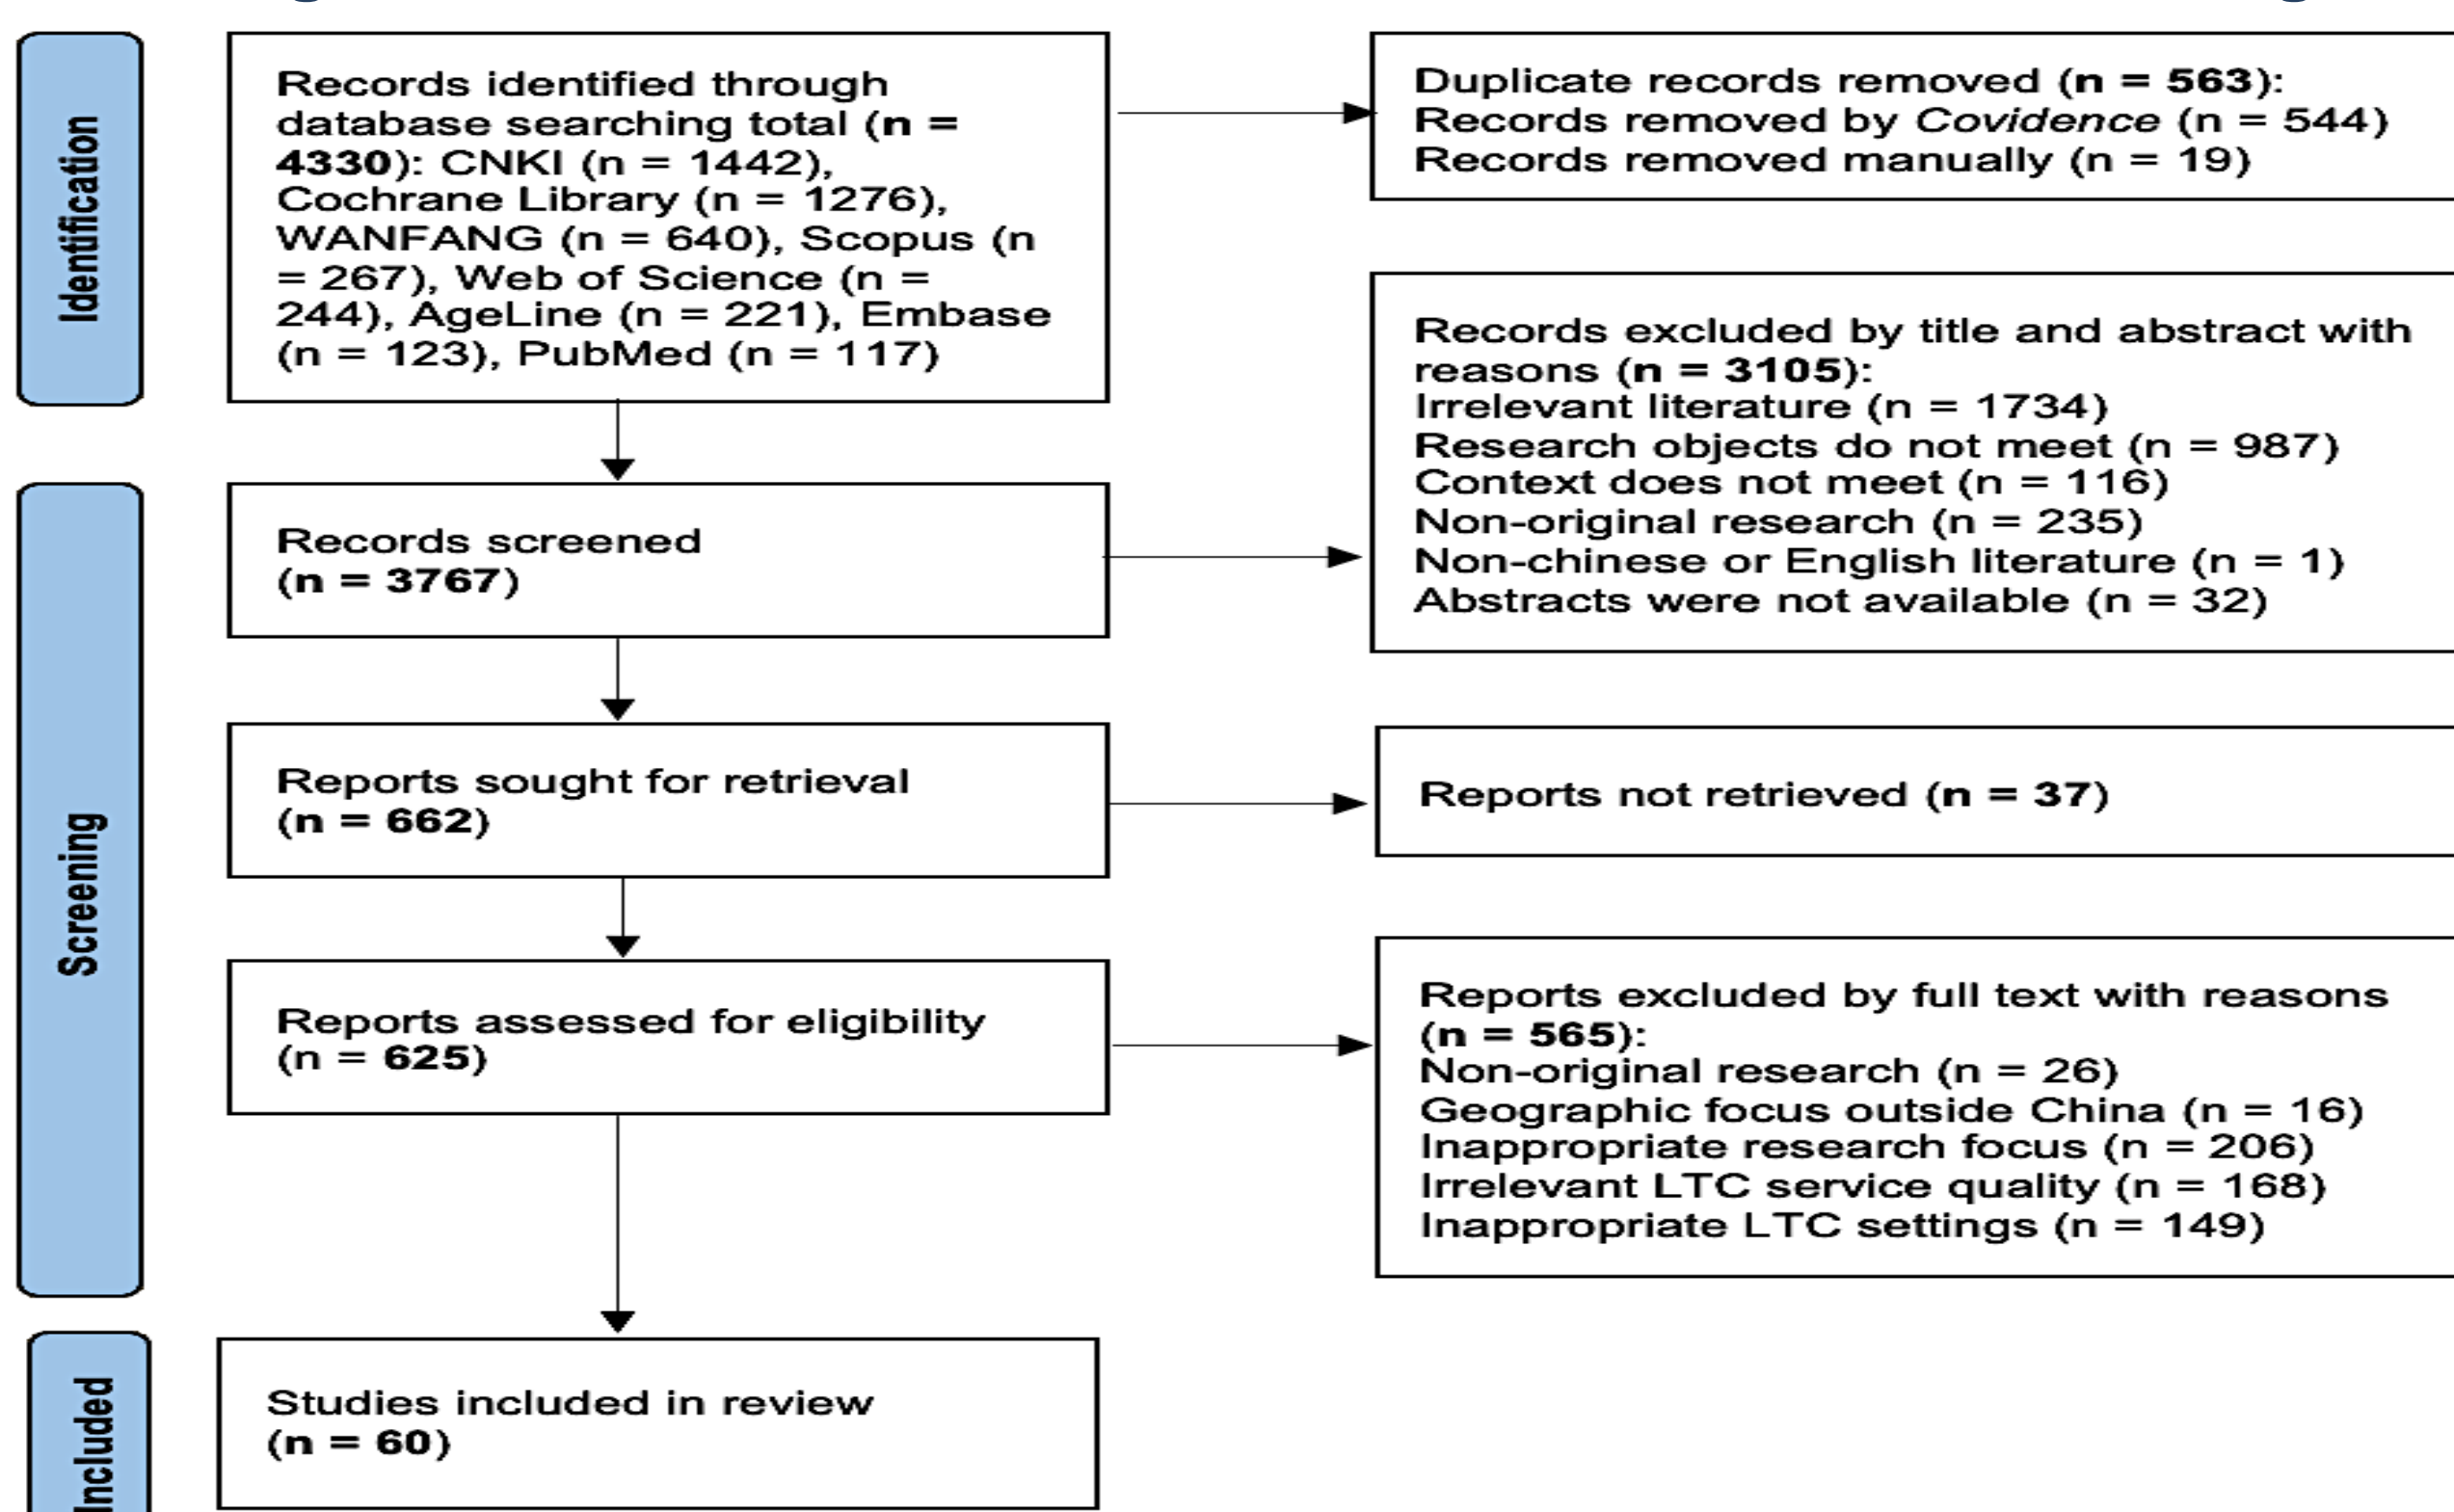 Identification
Records identified through
database searching total (n =
4330): CNKI (n = 1442),
Cochrane Library (n = 1276),
WANFANG (n = 640), Scopus (n
= 267), Web of Science (n =
244), AgeLine (n = 221), Embase
(n = 123), PubMed (n = 117)
Duplicate records removed (n = 563):
Records removed by Covidence (n = 544)
Records removed manually (n = 19)
Screening
Records screened
(n = 3767)
Records excluded by title and abstract with
reasons (n = 3105):
Irrelevant literature (n = 1734)
Research objects do not meet (n = 987)
Context does not meet (n = 116)
Non-original research (n = 235)
Non-chinese or English literature (n = 1)
Abstracts were not available (n = 32)
Reports sought for retrieval
(n = 662)
Reports not retrieved (n = 37)
Reports assessed for eligibility
(n = 625)
Reports excluded by full text with reasons
(n = 565):
Non-original research (n = 26)
Geographic focus outside China (n = 16)
Inappropriate research focus (n = 206)
Irrelevant LTC service quality (n = 168)
Inappropriate LTC settings (n = 149)
Included
Studies included in review
(n = 60)